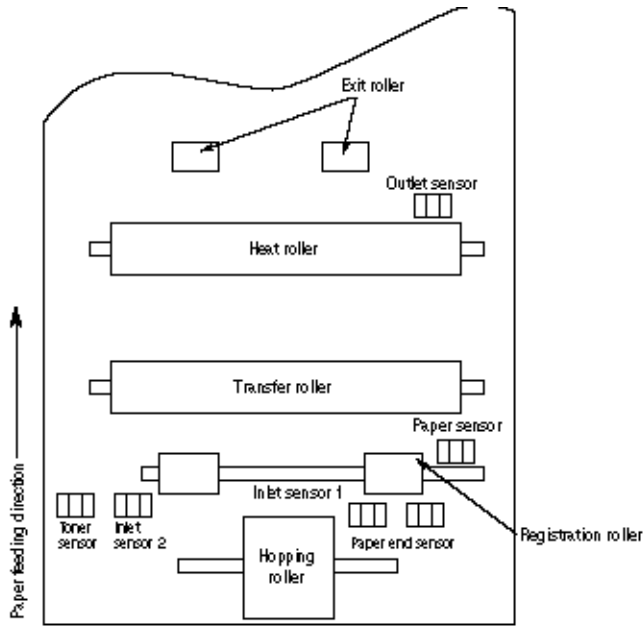 Exit roller
Outlet sensor
Heat roller
Transfer roller
Paper sensor
Inlet sensor 1
Toner
sensor
Inlet
sensor 2
Paper end sensor
Registration roller
Hopping
roller
Paper feeding direction